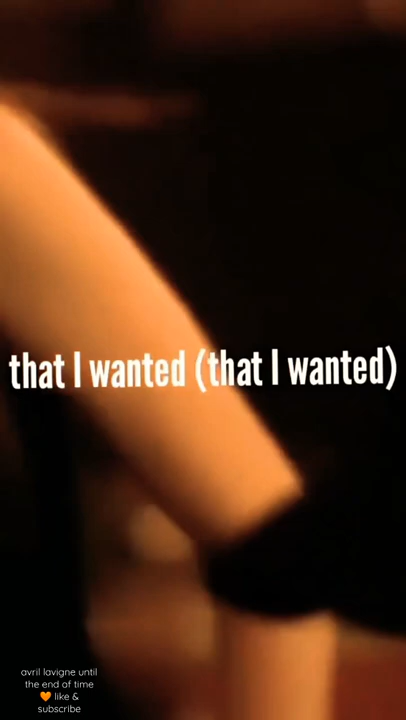 that I wanted (that I wanted)
avril lavigne until
the end of time
🧡 like &
subscribe